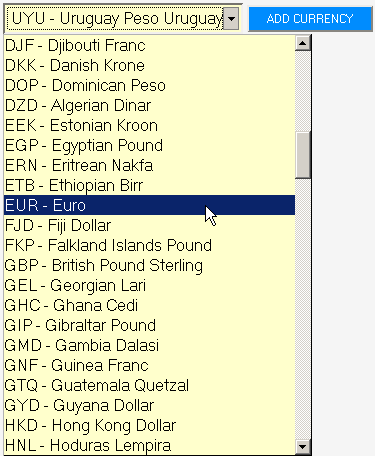 UYU - Uruguay Peso Uruguay
ADD CURRENCY
DJF - Djibouti Franc
DKK - Danish Krone
DOP - Dominican Peso
DZD - Algerian Dinar
EEK - Estonian Kroon
EGP - Egyptian Pound
ERN - Eritrean Nakfa
ETB - Ethiopian Birr
EUR - Euro
FJD - Fiji Dollar
FKP - Falkland Islands Pound
GBP - British Pound Sterling
GEL - Georgian Lari
GHC - Ghana Cedi
GIP - Gibraltar Pound
GMD - Gambia Dalasi
GNF - Guinea Franc
GTQ - Guatemala Quetzal
GYD - Guyana Dollar
HKD - Hong Kong Dollar
HNL - Hoduras Lempira